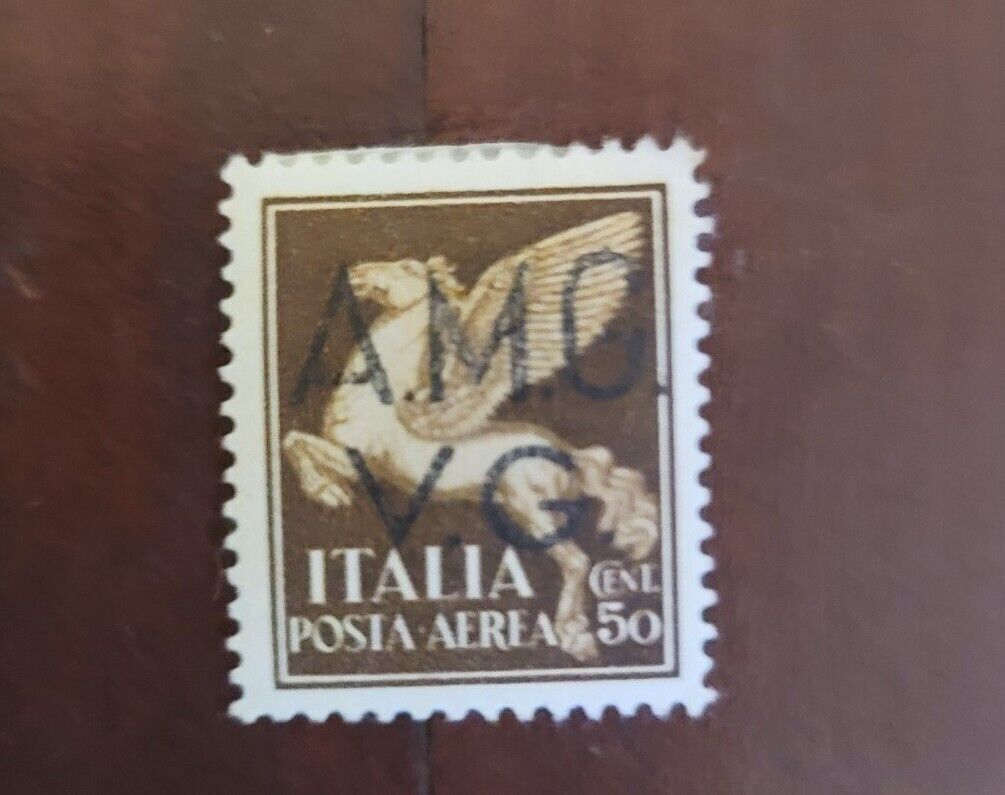 A.M.G.
V.G
ITALIA
CENT.
POSTA·AEREA
50